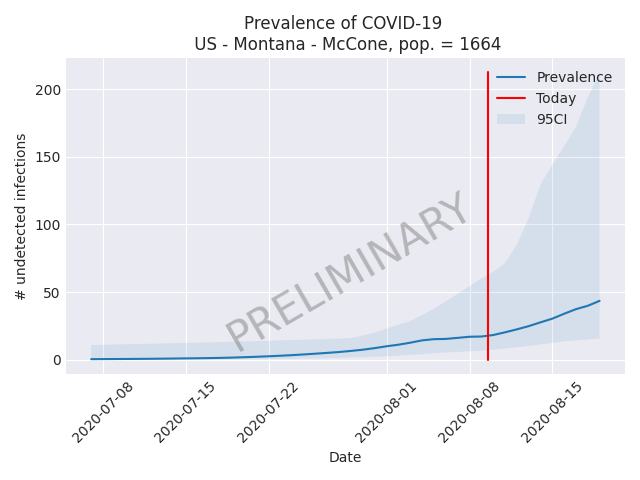 Prevalence of COVID-19
US - Montana - McCone, pop. = 1664
Prevalence
Today
95CI
200
150
100
50
0
# undetected infections
PRELIMINARY
2020-07-08
2020-07-15
2020-07-22
2020-08-01
2020-08-08
2020-08-15
Date